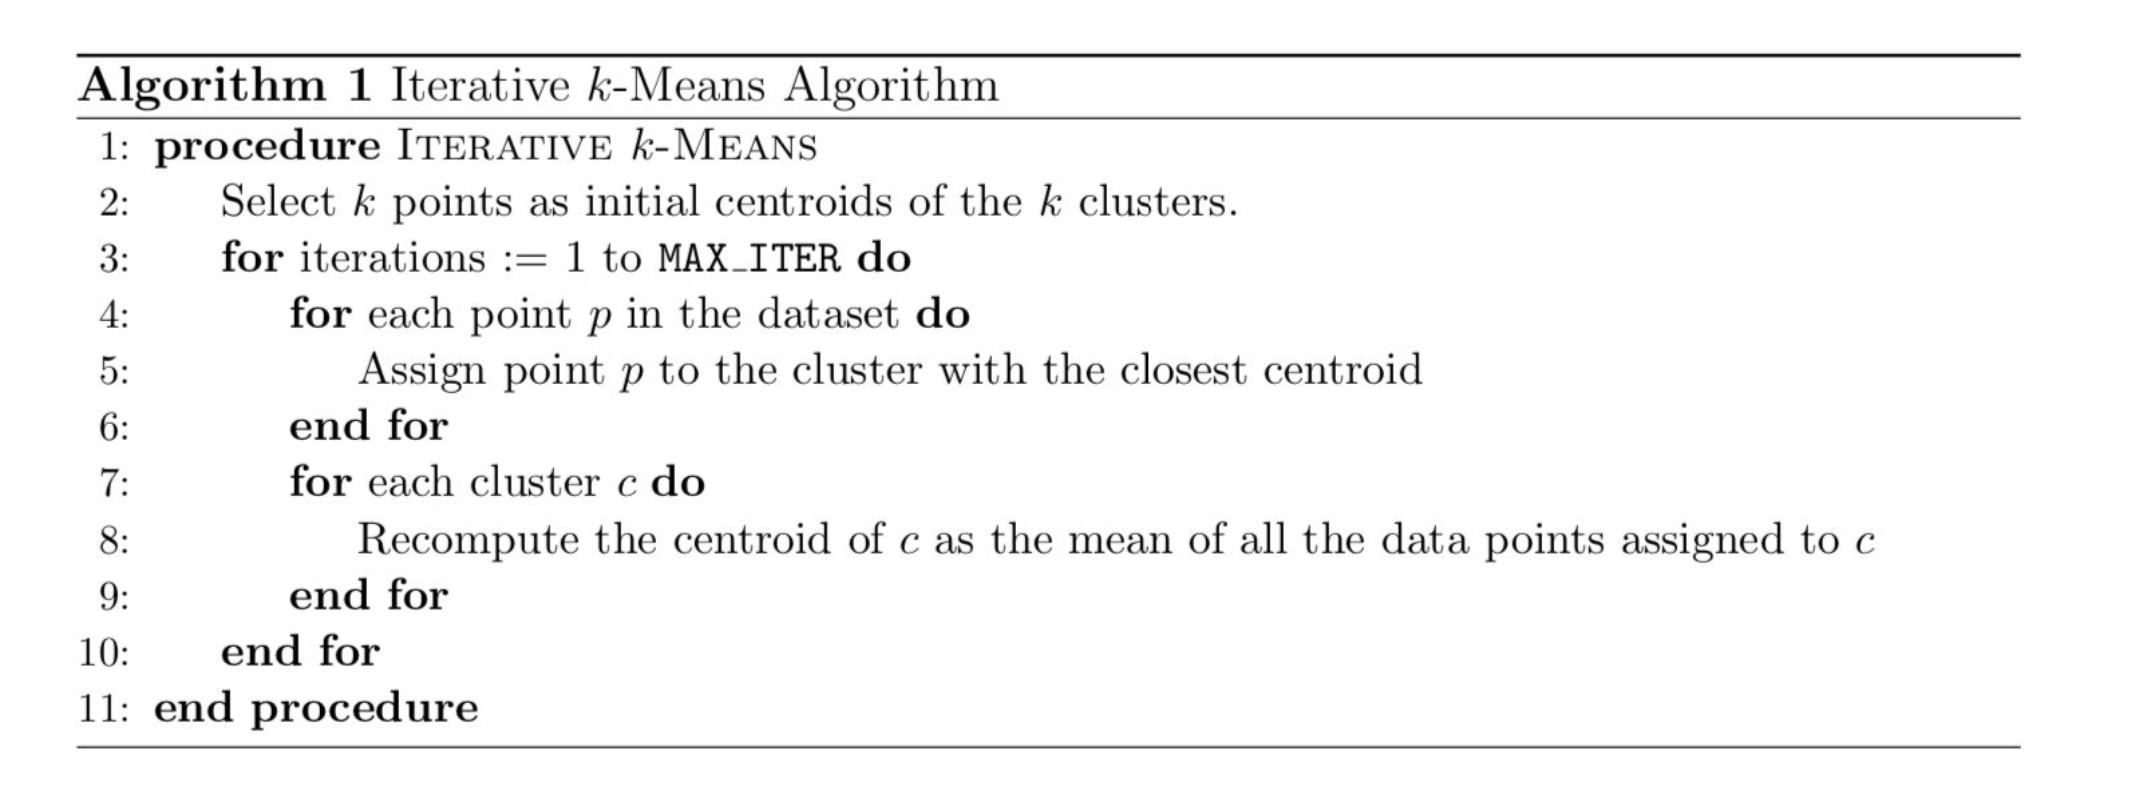 Algorithm 1 Iterative k-Means Algorithm
1: procedure ITERATIVE k-MEANS
2: Select k points as initial centroids of the k clusters.
3: for iterations := 1 to MAX_ITER do
4: for each point p in the dataset do
5: Assign point p to the cluster with the closest centroid
6: end for
7: for each cluster c do
8: Recompute the centroid of c as the mean of all the data points assigned to c
9: end for
10: end for
11: end procedure